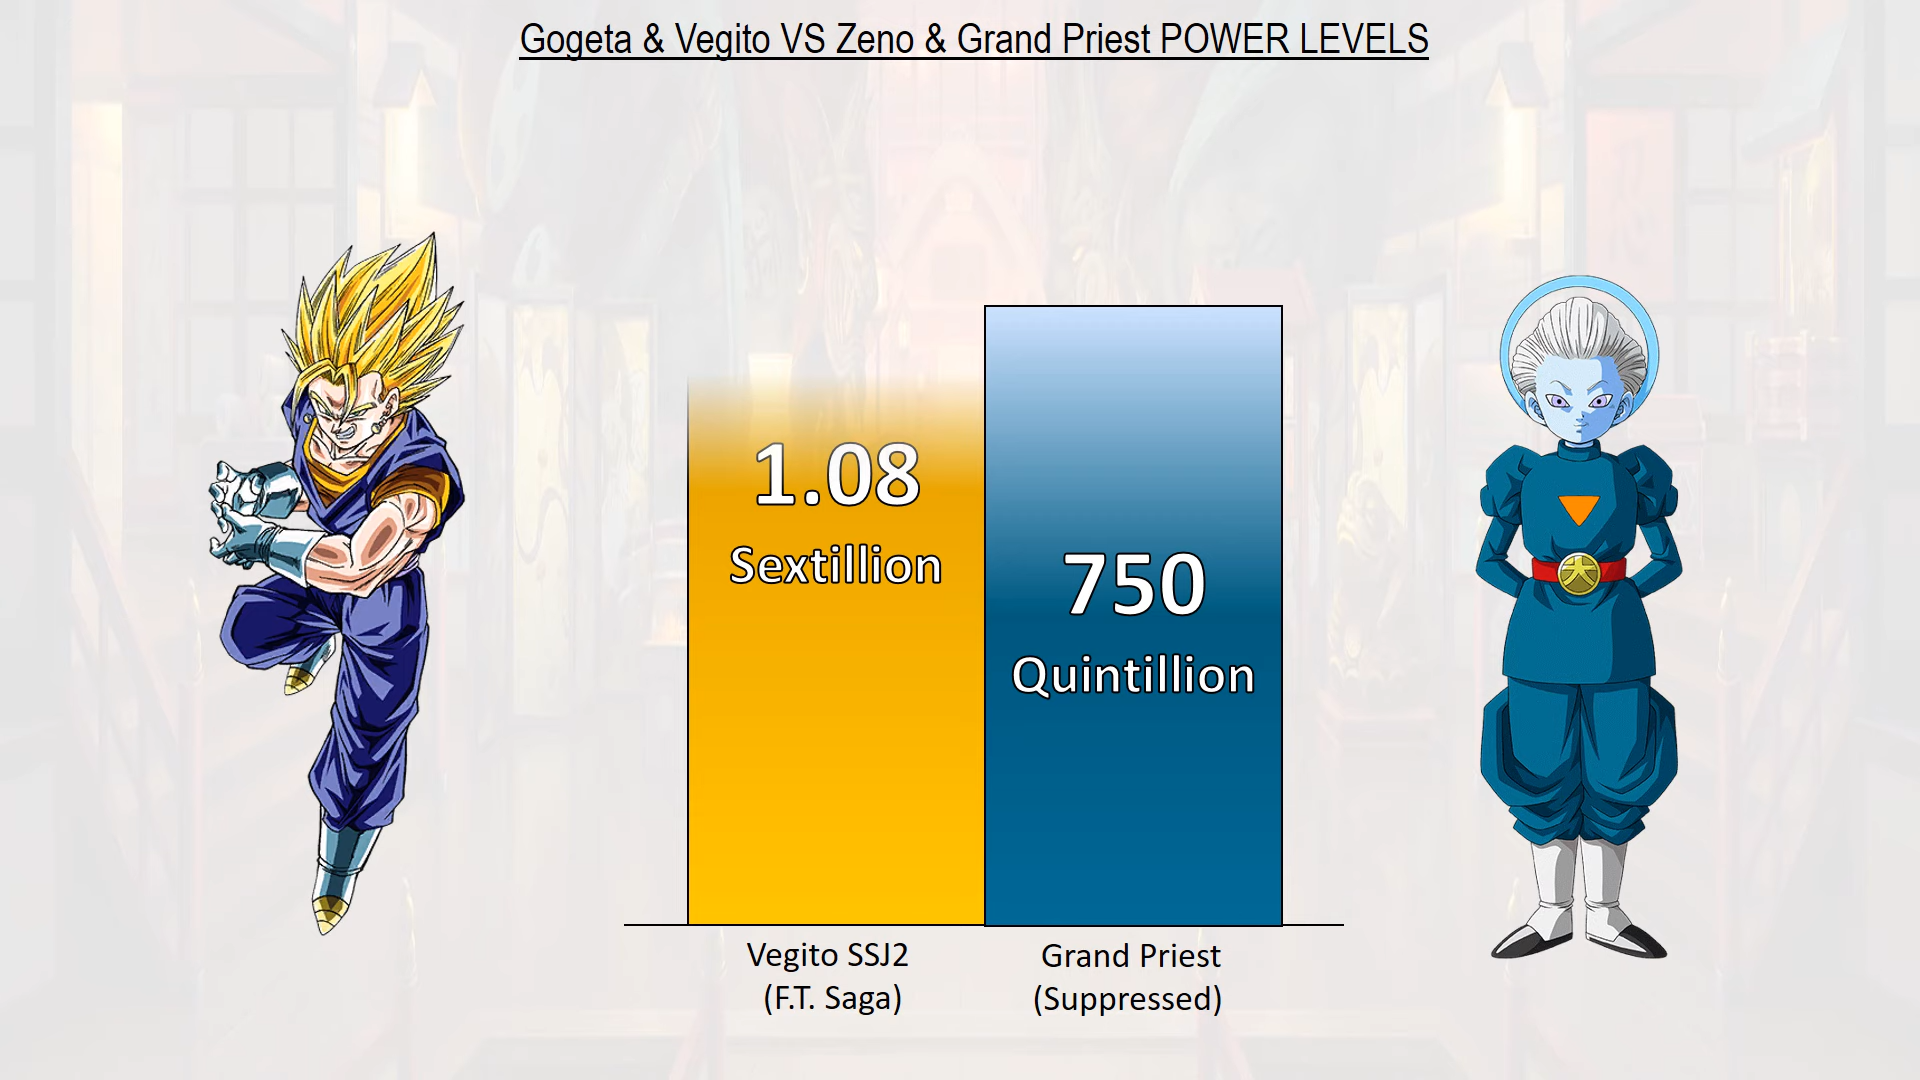 Gogeta & Vegito VS Zeno & Grand Priest POWER LEVELS
1.08
Sextillion
750
Quintillion
大
Vegito SSJ2
(F.T. Saga)
Grand Priest
(Suppressed)